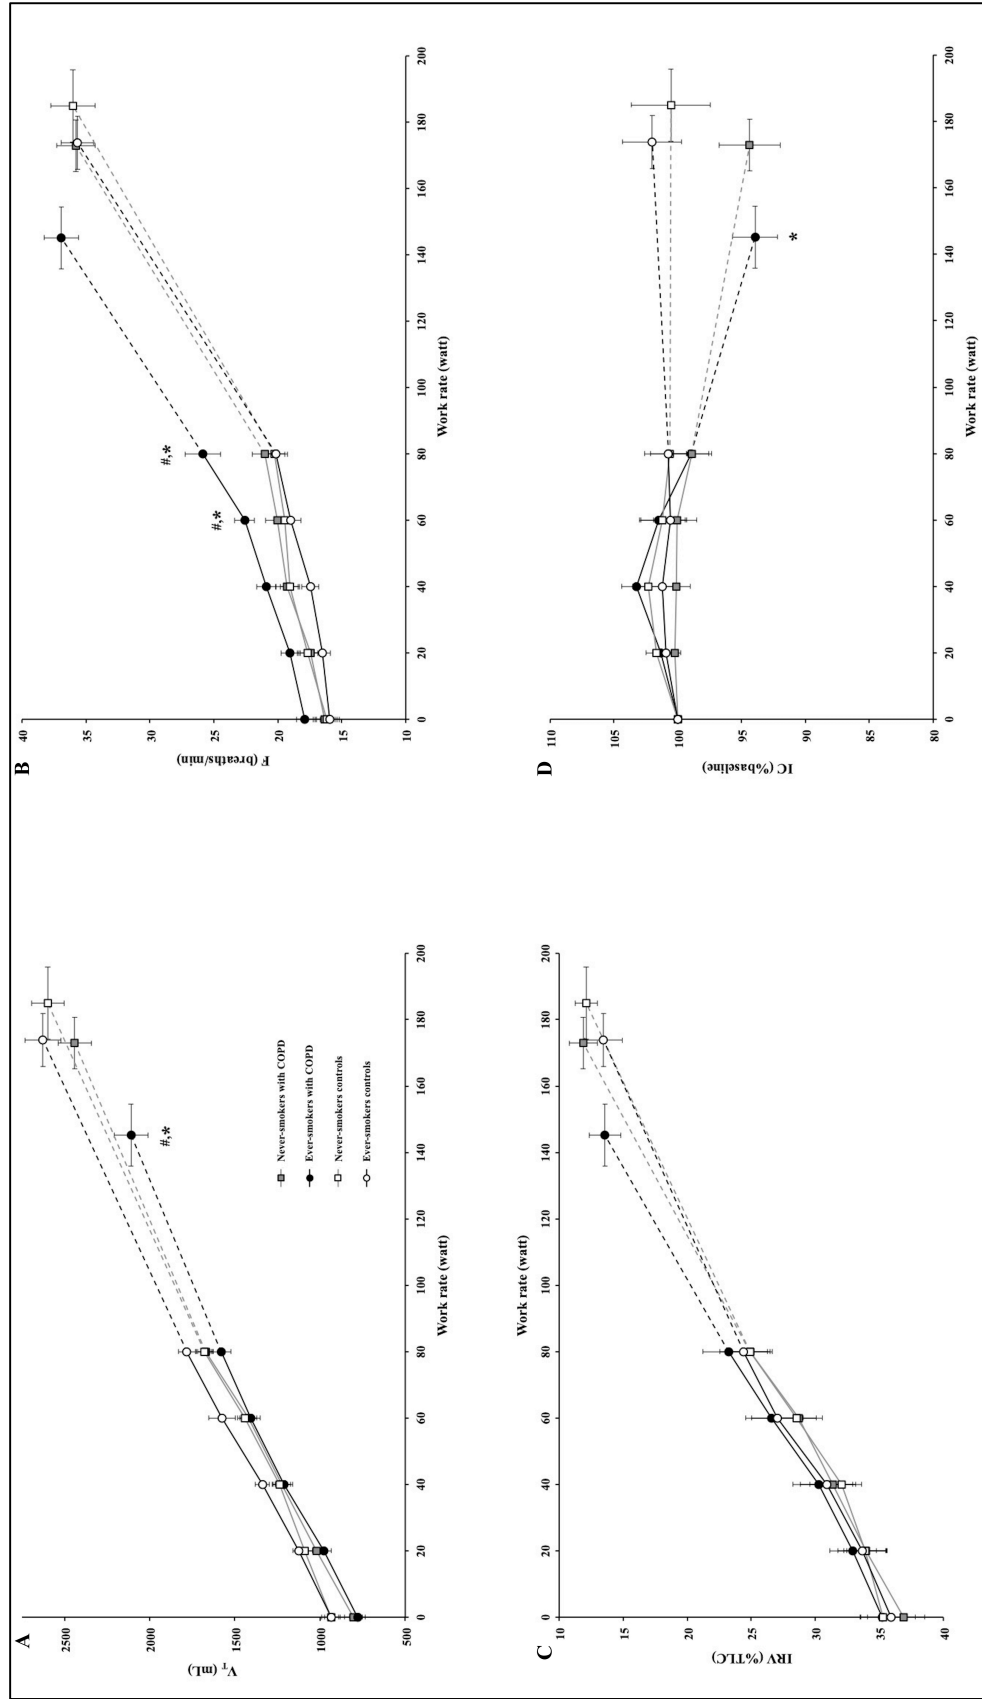 A
V_T (mL)
2500
2000
1500
1000
500
0 20 40 60 80 100 120 140 160 180 200
Work rate (watt)
#,*
Never-smokers with COPD
Ever-smokers with COPD
Never-smokers controls
Ever-smokers controls
B
F (breaths/min)
40
35
30
25
20
15
10
0 20 40 60 80 100 120 140 160 180 200
Work rate (watt)
#,*
#,*
C
IRV (%TLC)
10
15
20
25
30
35
40
0 20 40 60 80 100 120 140 160 180 200
Work rate (watt)
D
IC (%baseline)
110
105
100
95
90
85
80
0 20 40 60 80 100 120 140 160 180 200
Work rate (watt)
*